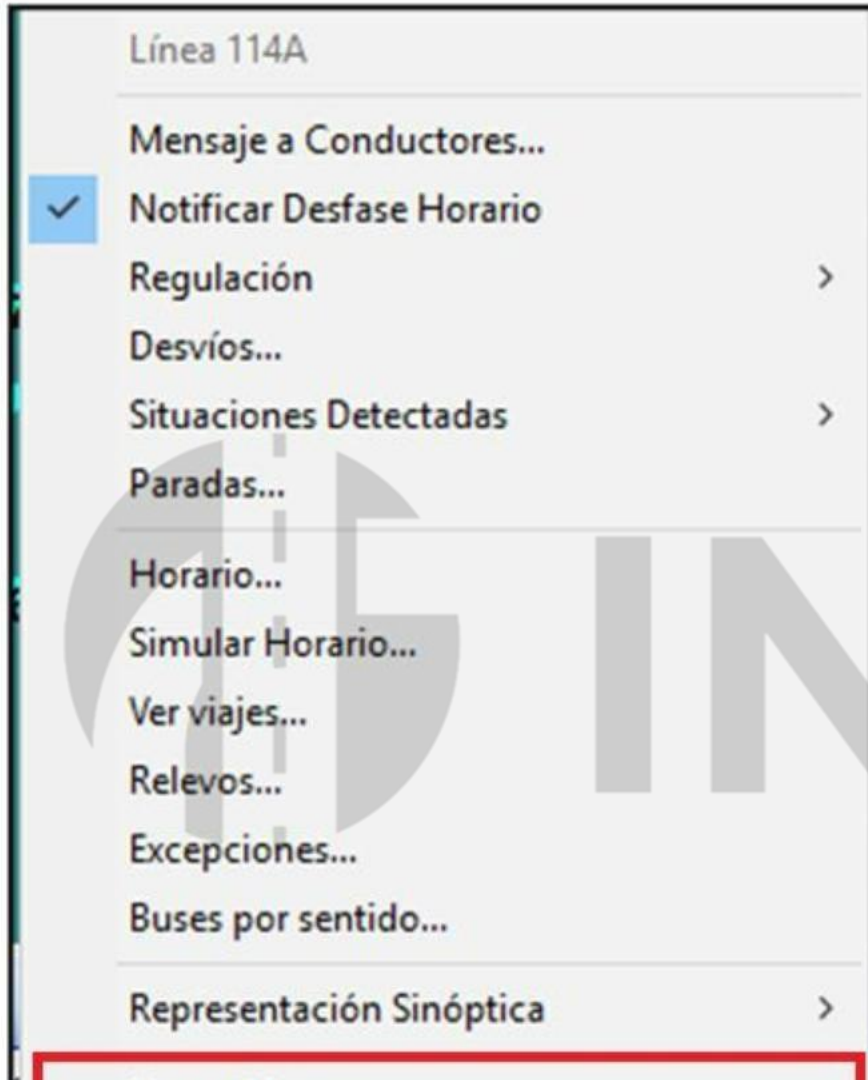 Línea 114A
Mensaje a Conductores...
Notificar Desfase Horario
Regulación
Desvíos...
Situaciones Detectadas
Paradas...
IN
Horario...
Simular Horario...
Ver viajes...
Relevos...
Excepciones...
Buses por sentido...
Representación Sinóptica